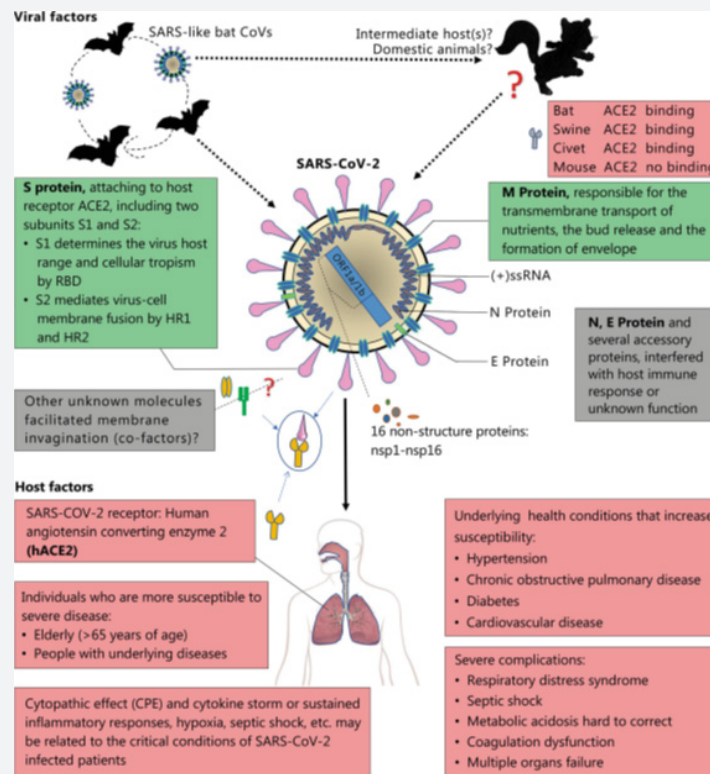 Viral factors
SARS-like bat CoVs
Intermediate host(s)?
Domestic animals?
?
Bat ACE2 binding
Swine ACE2 binding
Civet ACE2 binding
Mouse ACE2 no binding
SARS-CoV-2
S protein, attaching to host
receptor ACE2, including two
subunits S1 and S2:
• S1 determines the virus host
range and cellular tropism
by RBD
• S2 mediates virus-cell
membrane fusion by HR1
and HR2
M Protein, responsible for the
transmembrane transport of
nutrients, the bud release and the
formation of envelope
ORF1a/1b
(+)ssRNA
N Protein
E Protein
N, E Protein and
several accessory
proteins, interfered
with host immune
response or
unknown function
Other unknown molecules
facilitated membrane
invagination (co-factors)?
?
16 non-structure proteins:
nsp1-nsp16
Host factors
SARS-COV-2 receptor: Human
angiotensin converting enzyme 2
(hACE2)
Individuals who are more susceptible to
severe disease:
• Elderly (>65 years of age)
• People with underlying diseases
Cytopathic effect (CPE) and cytokine storm or sustained
inflammatory responses, hypoxia, septic shock, etc. may
be related to the critical conditions of SARS-CoV-2
infected patients
Underlying health conditions that increase
susceptibility:
• Hypertension
• Chronic obstructive pulmonary disease
• Diabetes
• Cardiovascular disease
Severe complications:
• Respiratory distress syndrome
• Septic shock
• Metabolic acidosis hard to correct
• Coagulation dysfunction
• Multiple organs failure